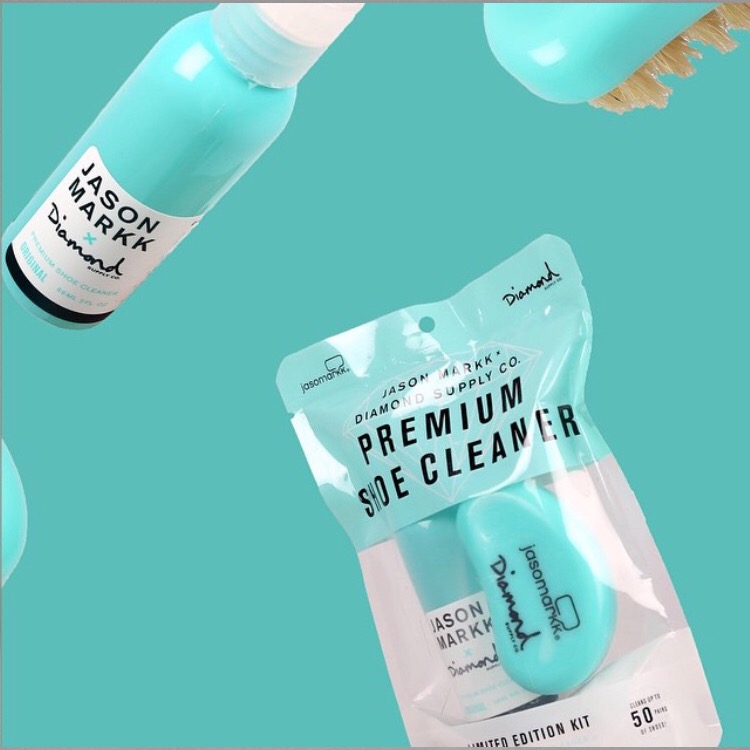 JASON
MARKK
x
Diamond
SUPPLY CO.
PREMIUM SHOE CLEANER
ORIGINAL
Diamond
SUPPLY CO.
jasonmarkk®
JASON MARKK x
DIAMOND SUPPLY CO.
PREMIUM
SHOE CLEANER
jasonmarkk®
Diamond
SUPPLY CO.
JASON
MARKK
x
Diamond
LIMITED EDITION KIT
CLEANS UP TO
50 PAIRS
OF SHOES!